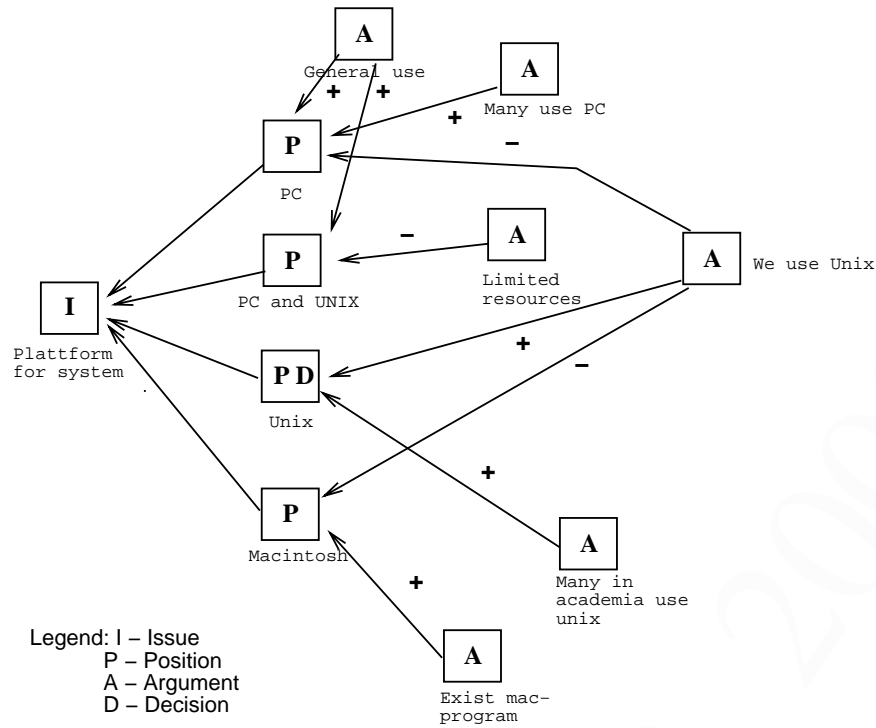 A
General use
+ +
A
Many use PC
+
P
PC
–
P
PC and UNIX
–
A
Limited
resources
A
We use Unix
I
Plattform
for system
P D
Unix
+
–
+
P
Macintosh
A
Many in
academia use
unix
+
A
Exist mac-
program
Legend: I – Issue
P – Position
A – Argument
D – Decision
200